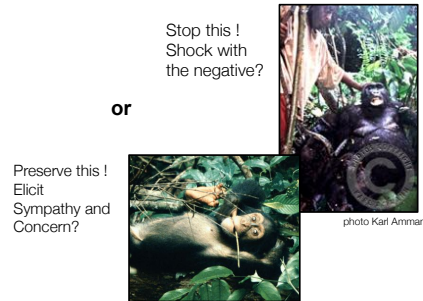 Stop this !
Shock with
the negative?
or
Preserve this !
Elicit
Sympathy and
Concern?
photo Karl Ammar